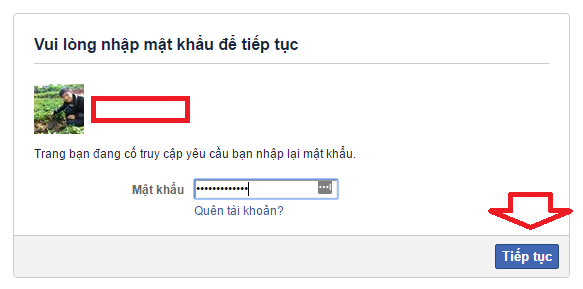 Vui lòng nhập mật khẩu để tiếp tục
Trang bạn đang cố truy cập yêu cầu bạn nhập lại mật khẩu.
Mật khẩu •••••••••••••
Quên tài khoản?
Tiếp tục